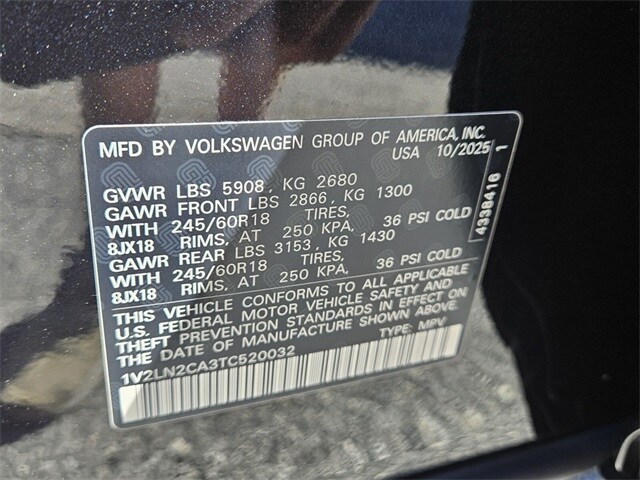 MFD BY VOLKSWAGEN GROUP OF AMERICA, INC.
USA 10/2025
GVWR LBS 5908, KG 2680
GAWR FRONT LBS 2866, KG 1300
WITH 245/60R18 TIRES,
8JX18 RIMS, AT 250 KPA, 36 PSI COLD
GAWR REAR LBS 3153, KG 1430
WITH 245/60R18 TIRES,
8JX18 RIMS, AT 250 KPA, 36 PSI COLD
THIS VEHICLE CONFORMS TO ALL APPLICABLE
U.S. FEDERAL MOTOR VEHICLE SAFETY AND
THEFT PREVENTION STANDARDS IN EFFECT ON
THE DATE OF MANUFACTURE SHOWN ABOVE.
1V2LN2CA3TC520032 TYPE: MPV
4338416 1